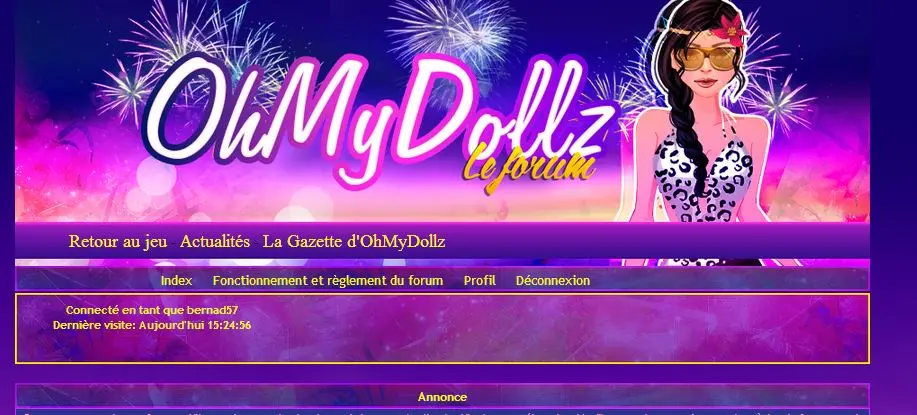 OhMyDollz
Le forum
Retour au jeu - Actualités - La Gazette d'OhMyDollz
Index Fonctionnement et règlement du forum Profil Déconnexion
Connecté en tant que bernad57
Dernière visite: Aujourd'hui 15:24:56
Annonce